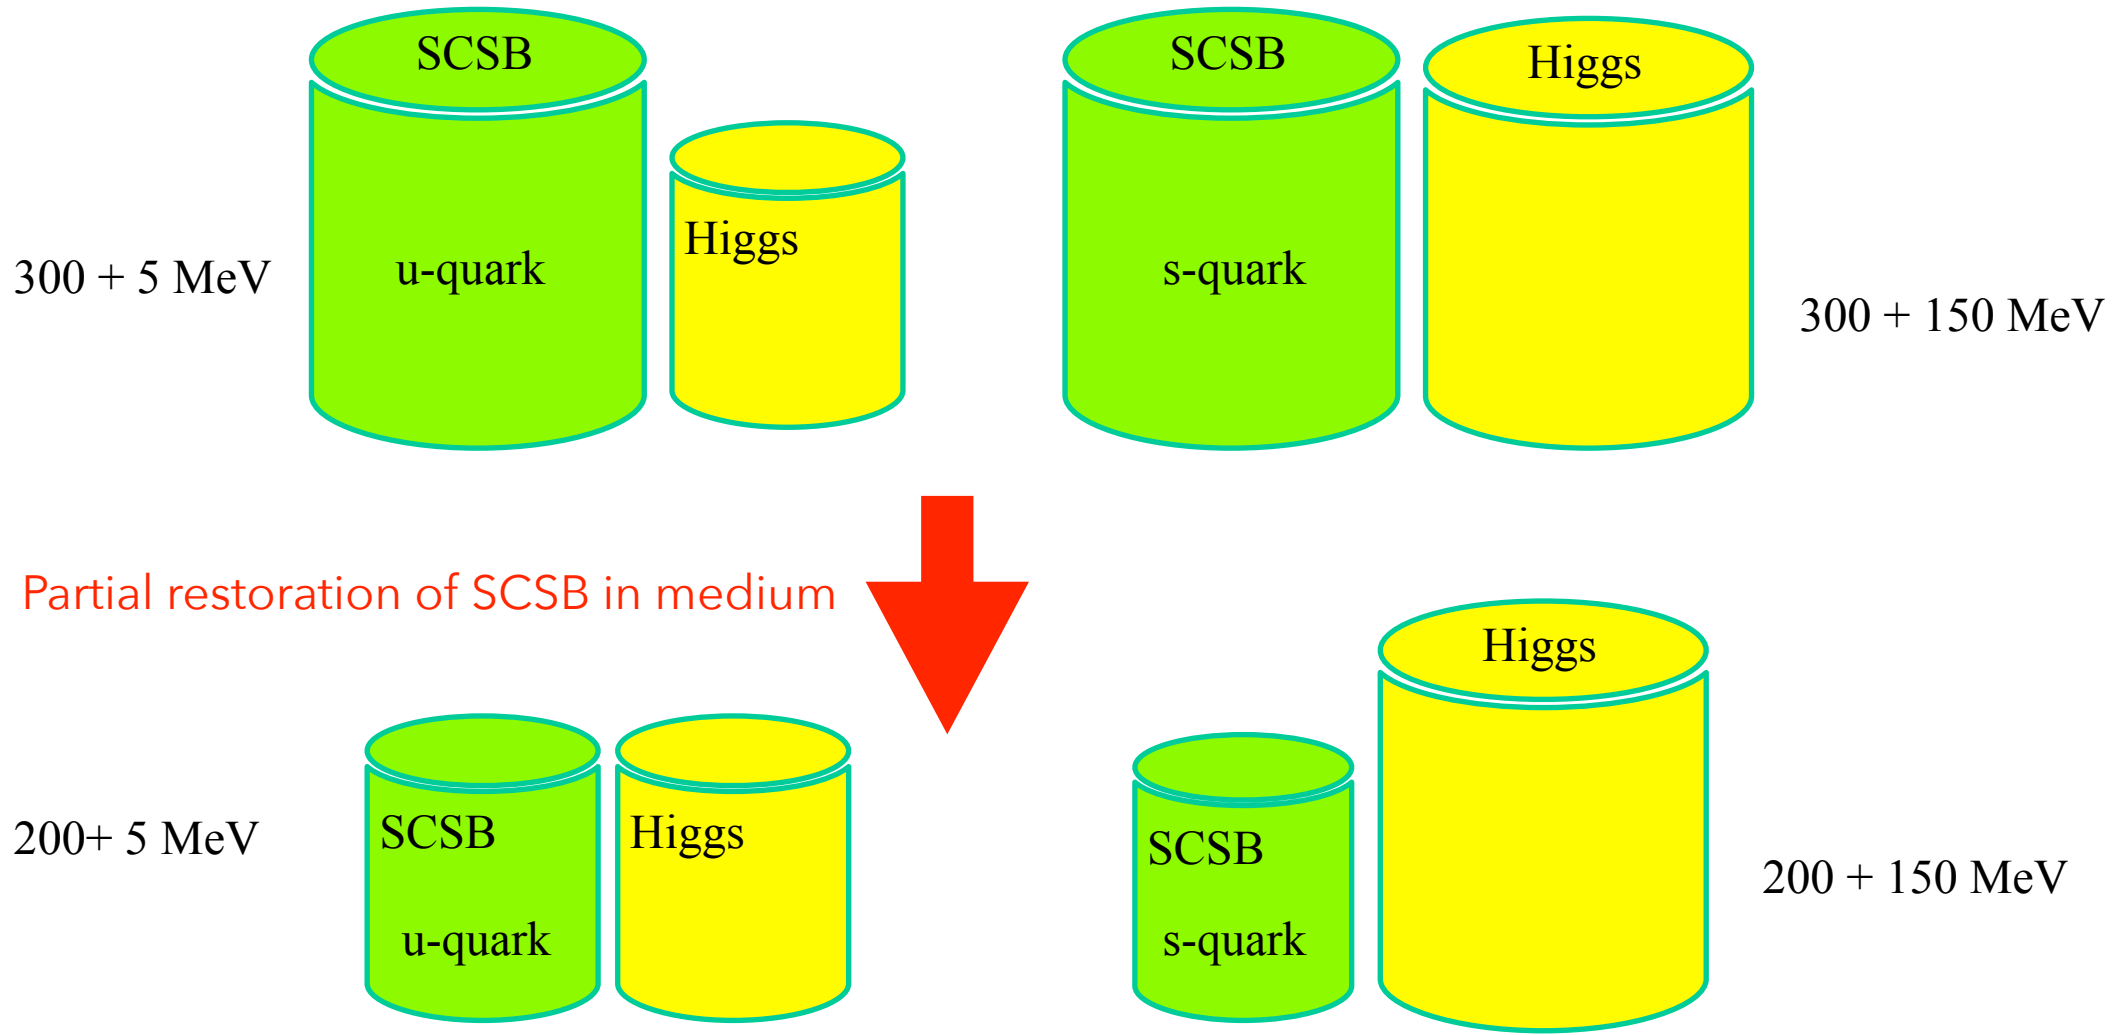 SCSB
SCSB
Higgs
Higgs
300 + 5 MeV
u-quark
s-quark
300 + 150 MeV
Partial restoration of SCSB in medium
Higgs
200+ 5 MeV
SCSB
Higgs
SCSB
200 + 150 MeV
u-quark
s-quark